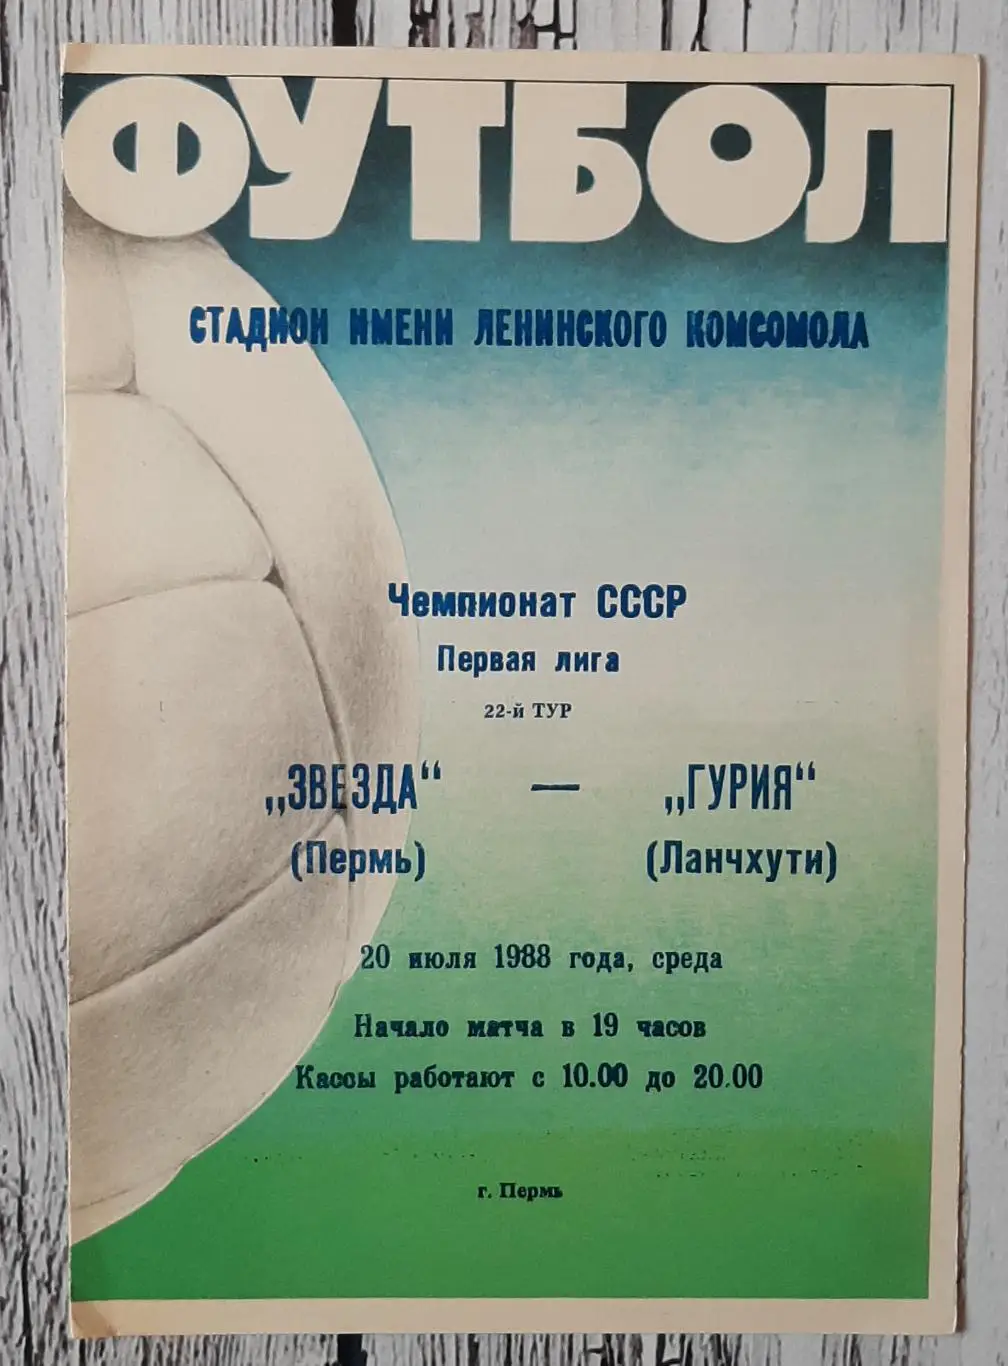 ФУТБОЛ
СТАДИОН ИМЕНИ ЛЕНИНСКОГО КОМСОМОЛА
Чемпионат СССР
Первая лига
22-й ТУР
„ЗВЕЗДА“ — „ГУРИЯ“
(Пермь) (Ланчхути)
20 июля 1988 года, среда
Начало матча в 19 часов
Кассы работают с 10.00 до 20.00
г. Пермь